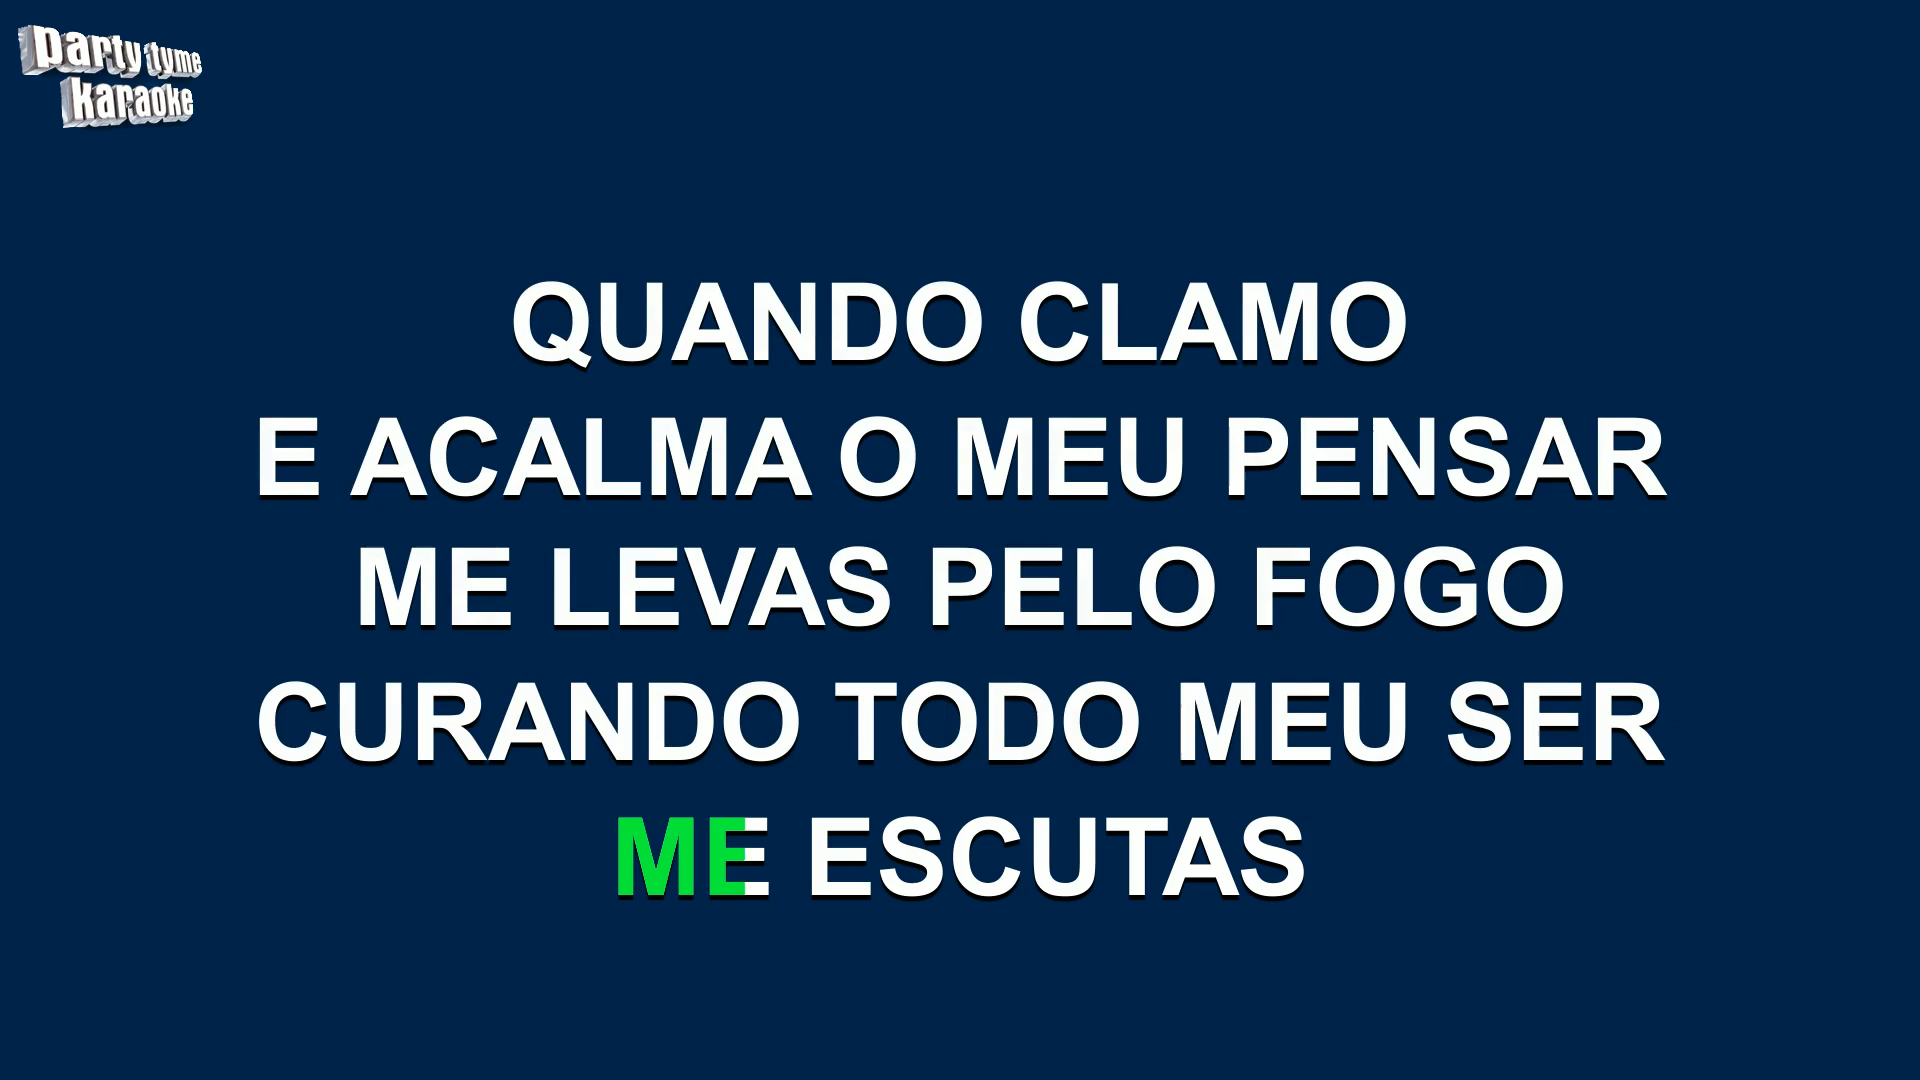 party tyme
karaoke
QUANDO CLAMO
E ACALMA O MEU PENSAR
ME LEVAS PELO FOGO
CURANDO TODO MEU SER
ME ESCUTAS